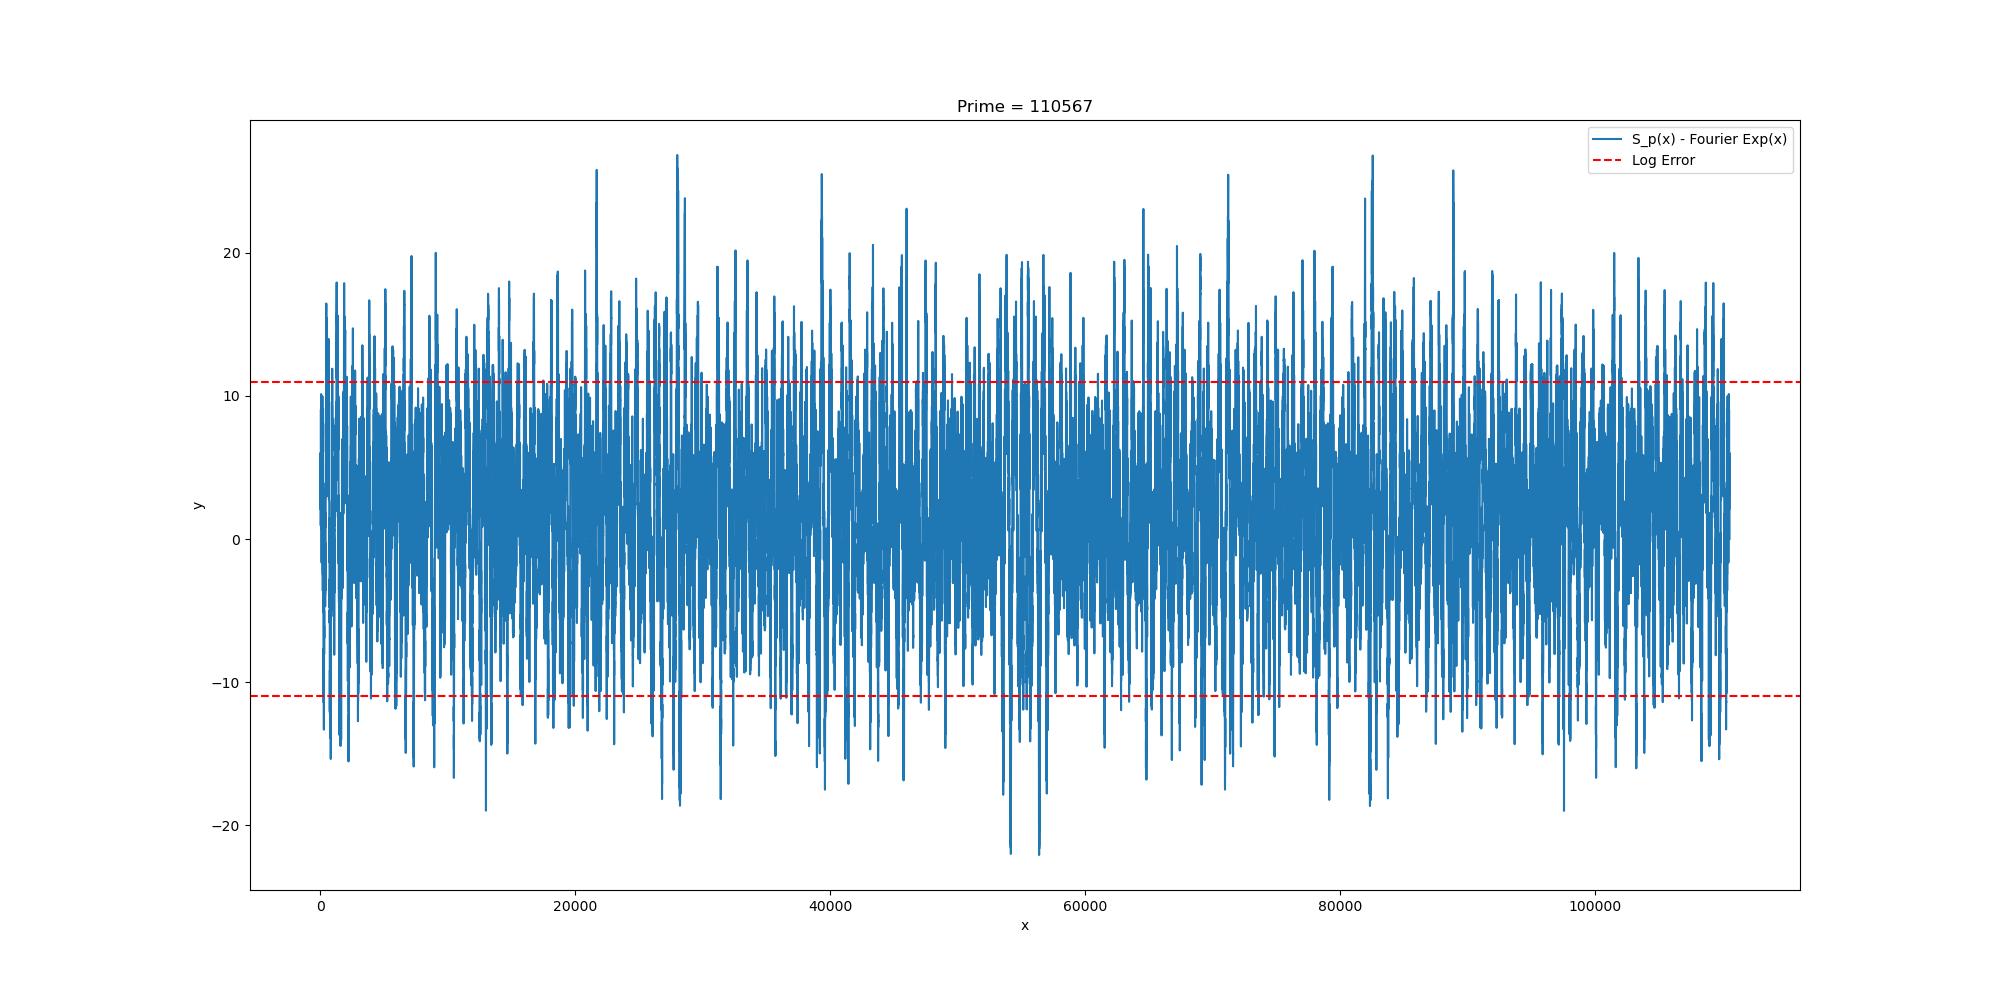 Prime = 110567
S_p(x) - Fourier Exp(x)
Log Error
20
10
0
−10
−20
y
0 20000 40000 60000 80000 100000
x